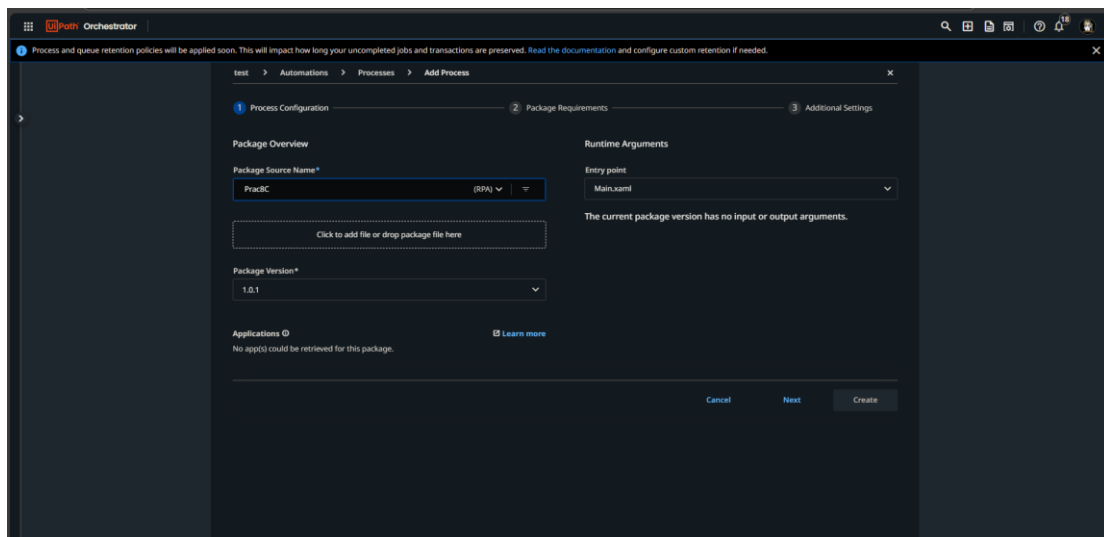 UiPath Orchestrator
18
Process and queue retention policies will be applied soon. This will impact how long your uncompleted jobs and transactions are preserved. Read the documentation and configure custom retention if needed.
test > Automations > Processes > Add Process
1 Process Configuration
2 Package Requirements
3 Additional Settings
Package Overview
Package Source Name*
Prac8C (RPA)
Click to add file or drop package file here
Package Version*
1.0.1
Applications
Learn more
No app(s) could be retrieved for this package.
Runtime Arguments
Entry point
Main.xaml
The current package version has no input or output arguments.
Cancel Next Create